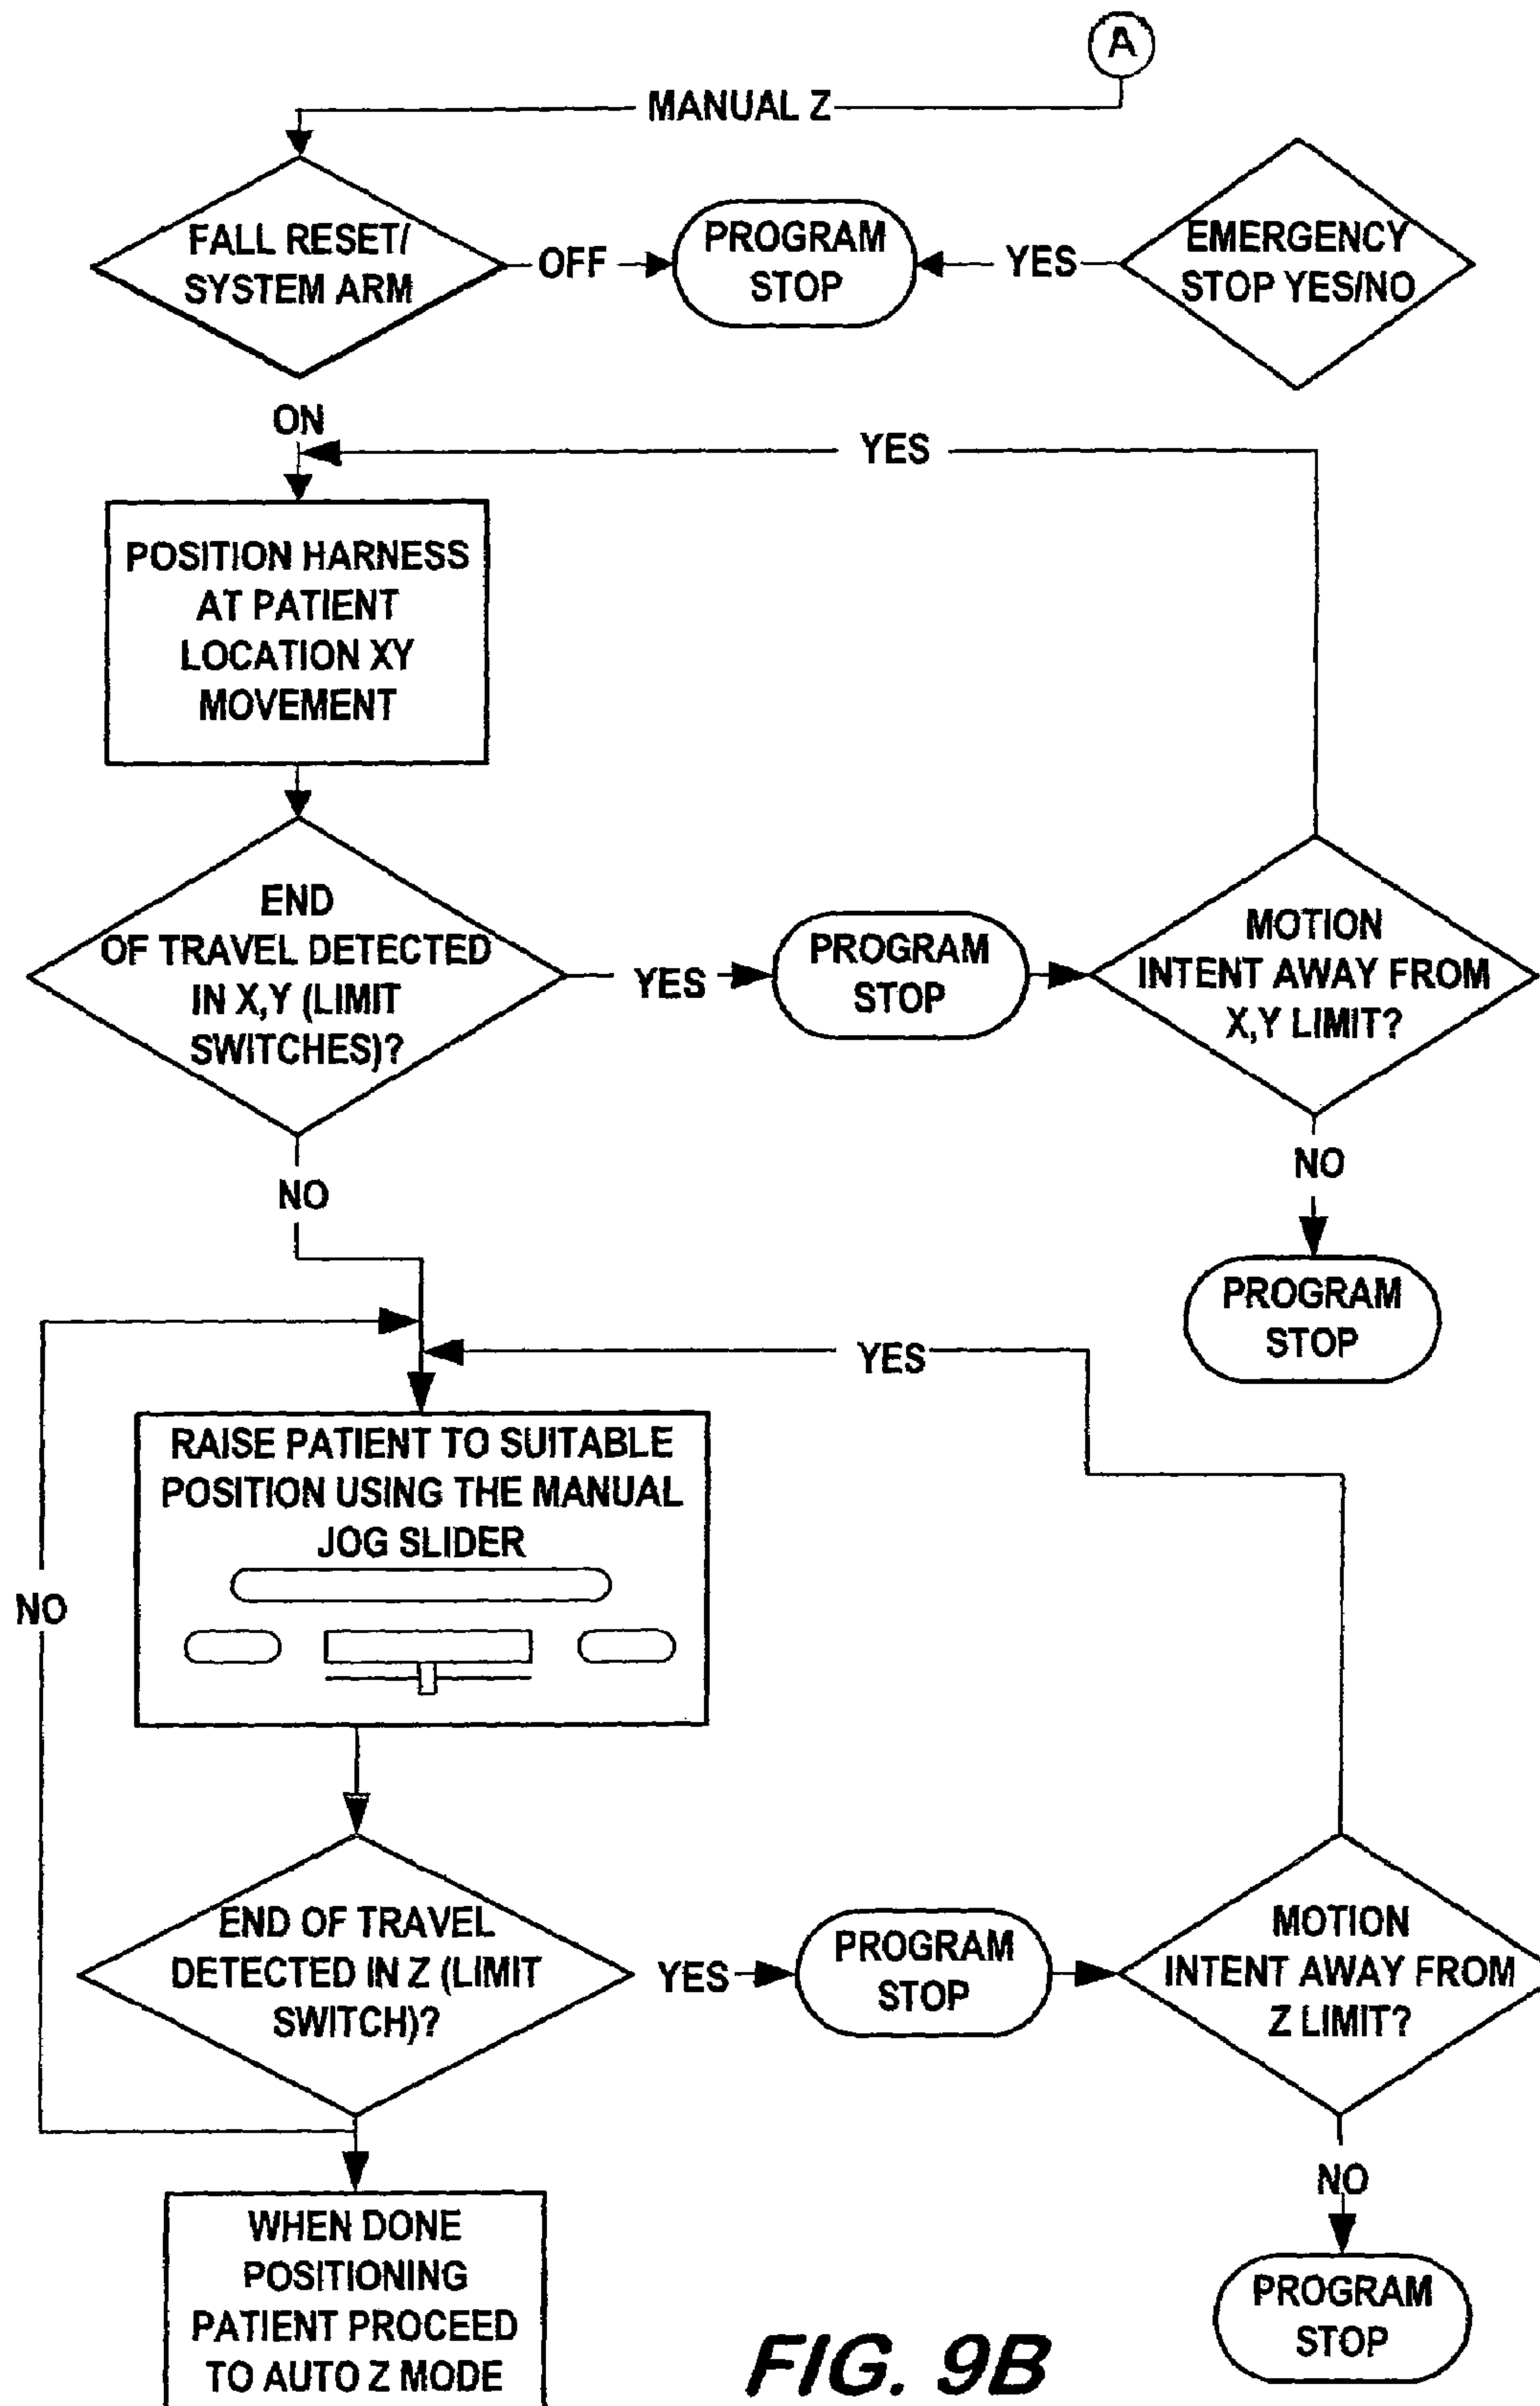 A
MANUAL Z
FALL RESET/
SYSTEM ARM
OFF
PROGRAM
STOP
YES
EMERGENCY
STOP YES/NO
ON
YES
POSITION HARNESS
AT PATIENT
LOCATION XY
MOVEMENT
END
OF TRAVEL DETECTED
IN X,Y (LIMIT
SWITCHES)?
YES
PROGRAM
STOP
MOTION
INTENT AWAY FROM
X,Y LIMIT?
NO
NO
PROGRAM
STOP
YES
RAISE PATIENT TO SUITABLE
POSITION USING THE MANUAL
JOG SLIDER
NO
END OF TRAVEL
DETECTED IN Z (LIMIT
SWITCH)?
YES
PROGRAM
STOP
MOTION
INTENT AWAY FROM
Z LIMIT?
NO
WHEN DONE
POSITIONING
PATIENT PROCEED
TO AUTO Z MODE
PROGRAM
STOP
FIG. 9B